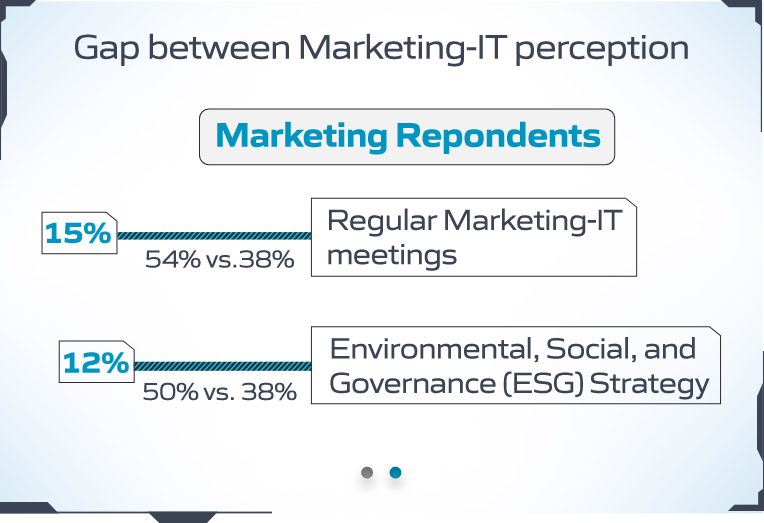 Gap between Marketing-IT perception
Marketing Repondents
15%
54% vs.38%
Regular Marketing-IT
meetings
12%
50% vs. 38%
Environmental, Social, and
Governance (ESG) Strategy